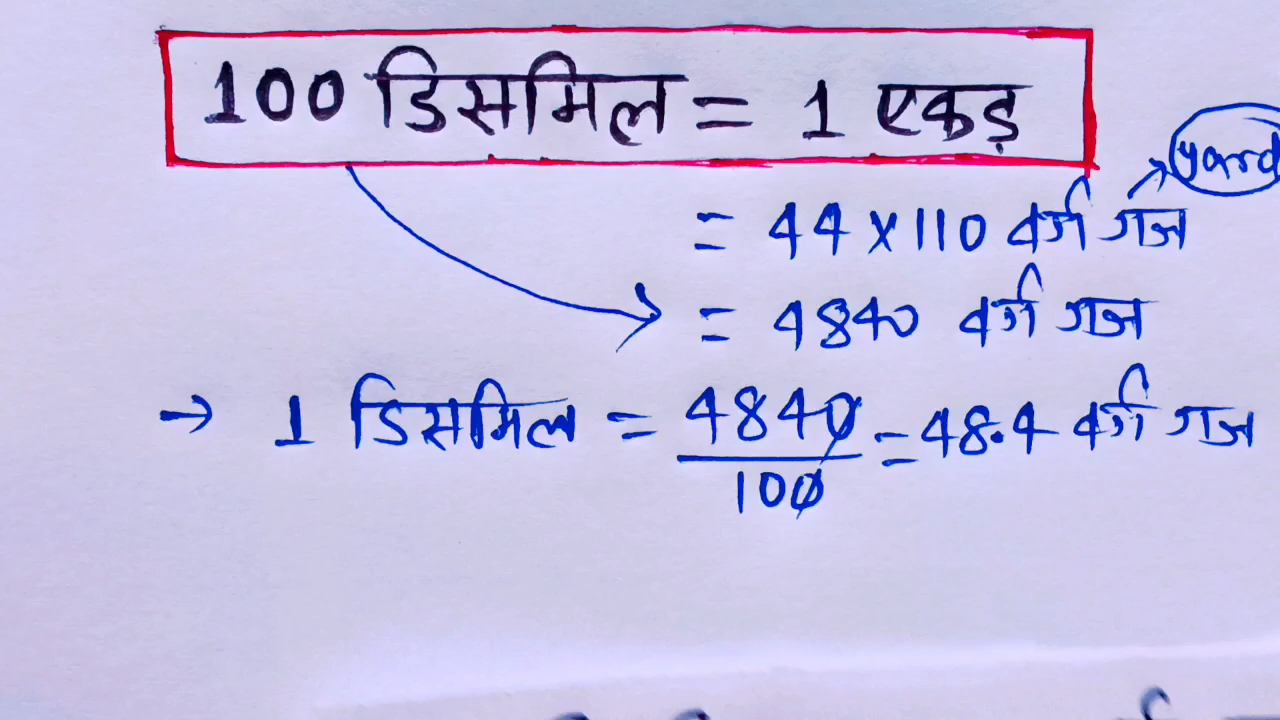 100 डिसमिल = 1 एकड़
yard
= 44 x 110 वर्ग गज
= 4840 वर्ग गज
→ 1 डिसमिल = 4840/100 = 48.4 वर्ग गज